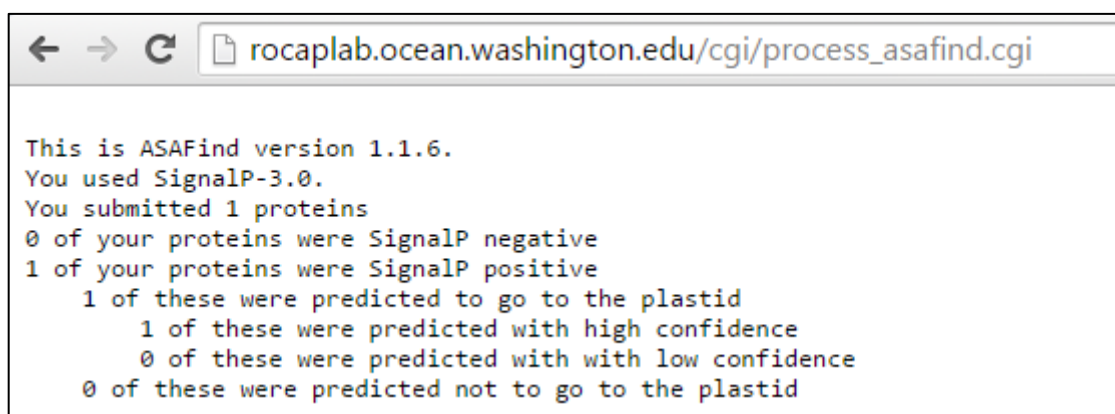 rocaplab.ocean.washington.edu/cgi/process_asafind.cgi
This is ASAFind version 1.1.6.
You used SignalP-3.0.
You submitted 1 proteins
0 of your proteins were SignalP negative
1 of your proteins were SignalP positive
1 of these were predicted to go to the plastid
1 of these were predicted with high confidence
0 of these were predicted with with low confidence
0 of these were predicted not to go to the plastid